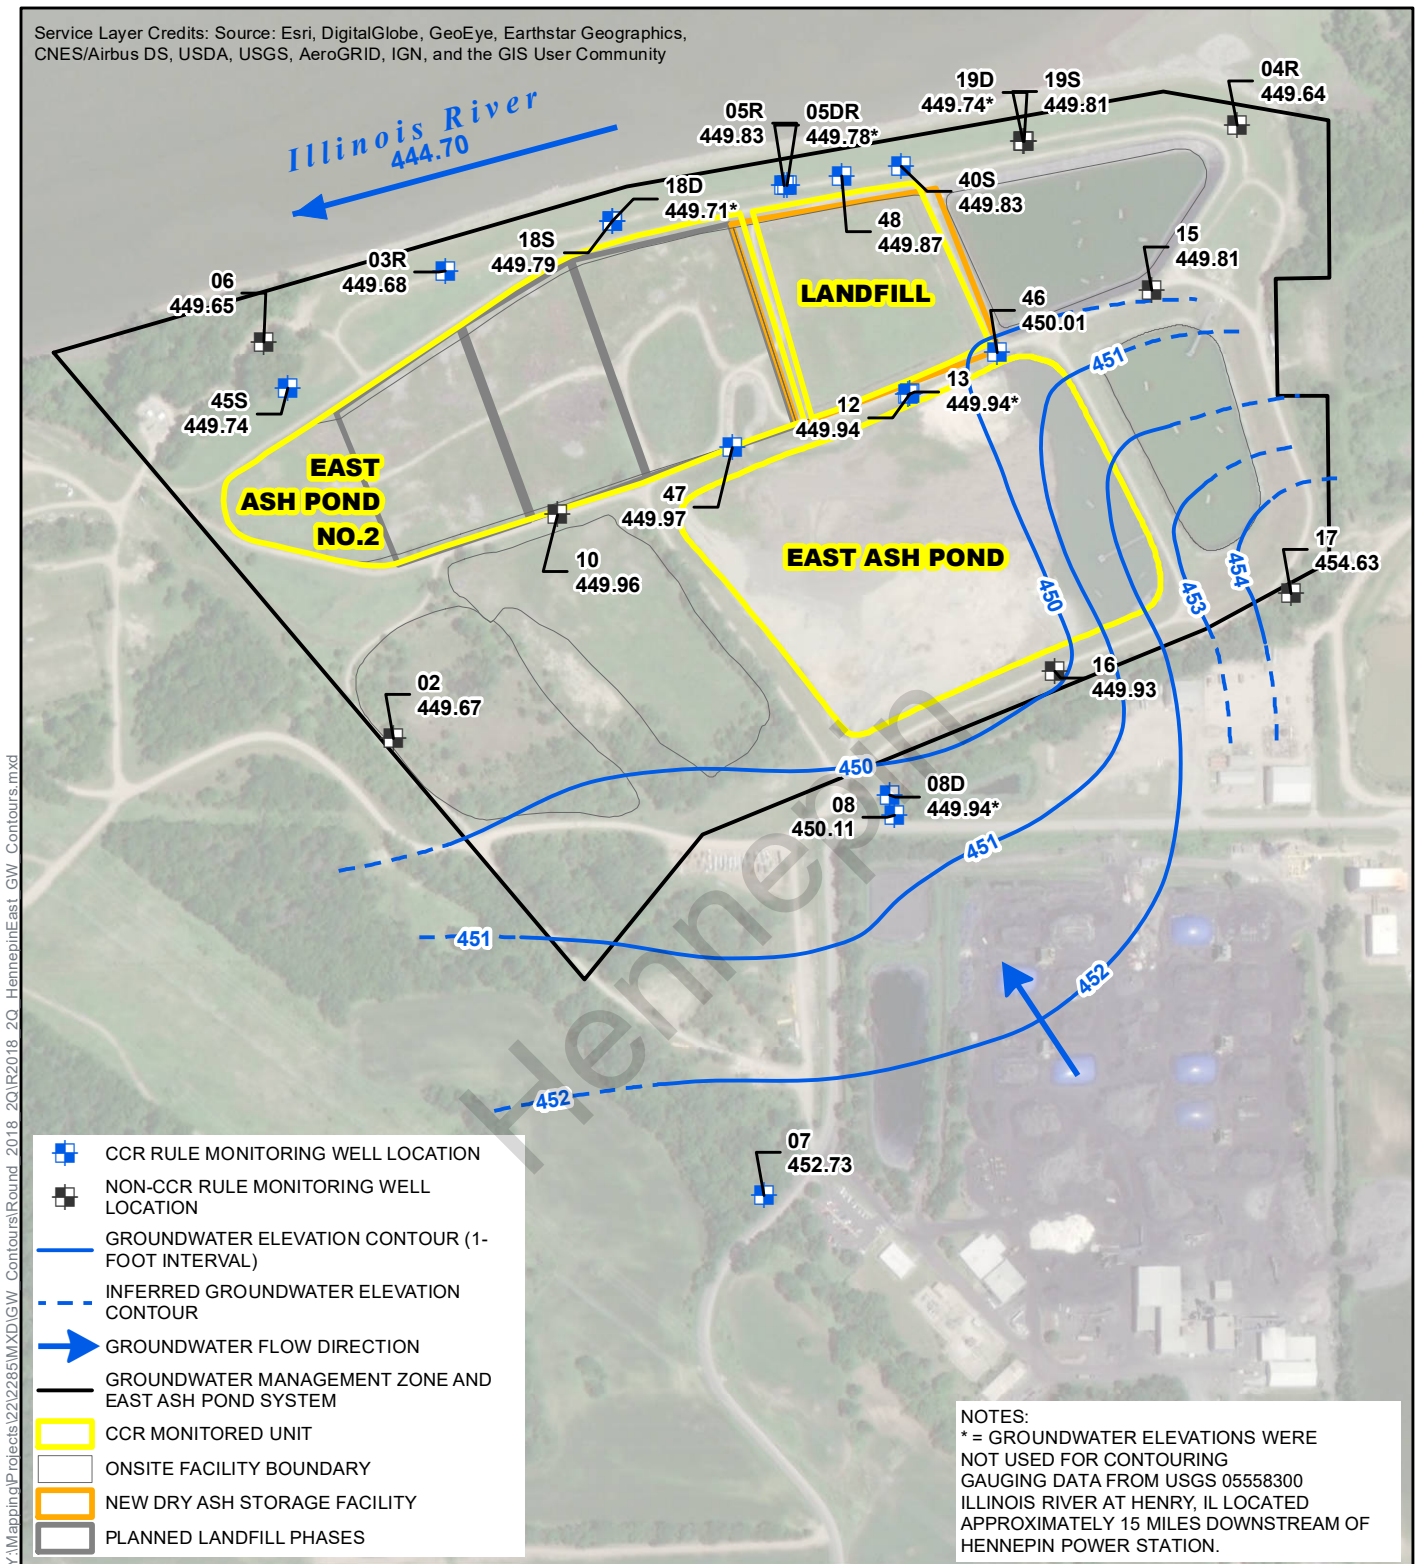 Service Layer Credits: Source: Esri, DigitalGlobe, GeoEye, Earthstar Geographics,
CNES/Airbus DS, USDA, USGS, AeroGRID, IGN, and the GIS User Community
Illinois River
444.70
19D
449.74*
19S
449.81
04R
449.64
05R
449.83
05DR
449.78*
40S
449.83
48
449.87
18D
449.71*
18S
449.79
03R
449.68
06
449.65
45S
449.74
15
449.81
46
450.01
LANDFILL
451
13
449.94*
12
449.94
EAST
ASH POND
NO.2
47
449.97
EAST ASH POND
10
449.96
450
453
454
17
454.63
16
449.93
02
449.67
450
08D
449.94*
08
450.11
451
451
452
452
07
452.73
Hennepin
CCR RULE MONITORING WELL LOCATION
NON-CCR RULE MONITORING WELL
LOCATION
GROUNDWATER ELEVATION CONTOUR (1-
FOOT INTERVAL)
INFERRED GROUNDWATER ELEVATION
CONTOUR
GROUNDWATER FLOW DIRECTION
GROUNDWATER MANAGEMENT ZONE AND
EAST ASH POND SYSTEM
CCR MONITORED UNIT
ONSITE FACILITY BOUNDARY
NEW DRY ASH STORAGE FACILITY
PLANNED LANDFILL PHASES
NOTES:
* = GROUNDWATER ELEVATIONS WERE
NOT USED FOR CONTOURING
GAUGING DATA FROM USGS 05558300
ILLINOIS RIVER AT HENRY, IL LOCATED
APPROXIMATELY 15 MILES DOWNSTREAM OF
HENNEPIN POWER STATION.
Y:\Mapping\Projects\22\2285\MXD\GW_Contours\Round_2018_2Q\R2018_2Q_HennepinEast_GW_Contours.mxd